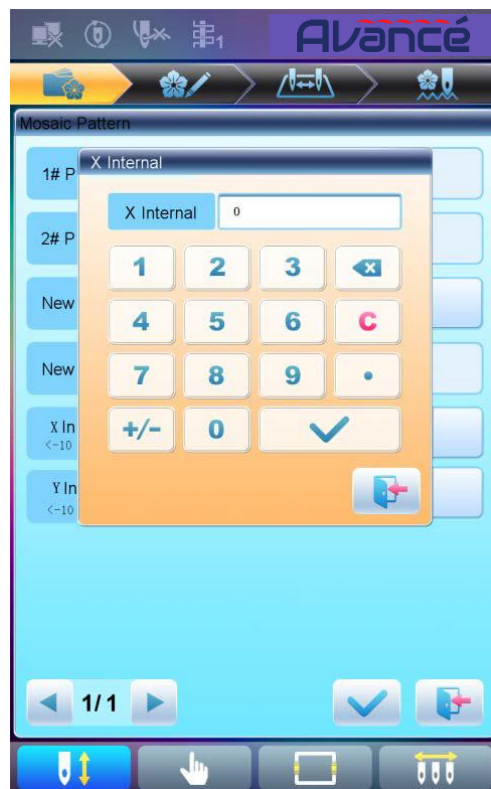 1
Avancé
Mosaic Pattern
X Internal
1# P
X Internal 0
2# P
1 2 3
New
4 5 6 C
New
7 8 9 .
X In
<-10
+/- 0
Y In
<-10
1/1